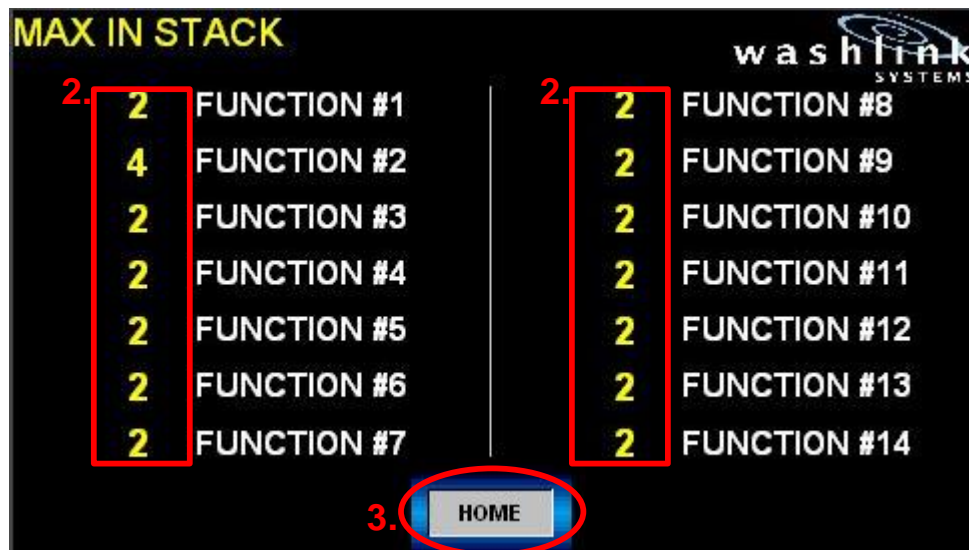 MAX IN STACK
washlink
SYSTEMS
2.
2 FUNCTION #1
4 FUNCTION #2
2 FUNCTION #3
2 FUNCTION #4
2 FUNCTION #5
2 FUNCTION #6
2 FUNCTION #7
2.
2 FUNCTION #8
2 FUNCTION #9
2 FUNCTION #10
2 FUNCTION #11
2 FUNCTION #12
2 FUNCTION #13
2 FUNCTION #14
3. HOME